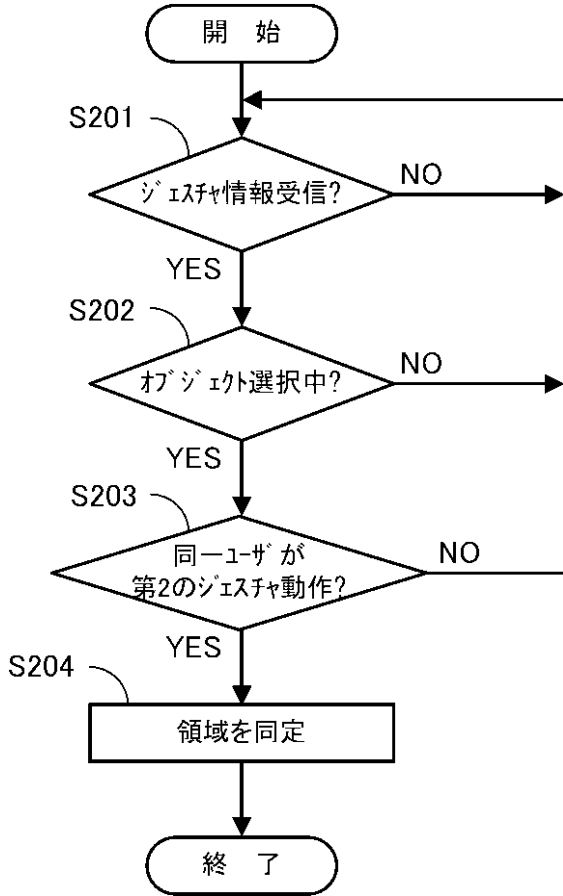 開 始
S201
ｼﾞｪｽﾁｬ情報受信?
NO
YES
S202
ｵﾌﾞｼﾞｪｸﾄ選択中?
NO
YES
S203
同一ﾕｰｻﾞが
第2のｼﾞｪｽﾁｬ動作?
NO
YES
S204
領域を同定
終 了